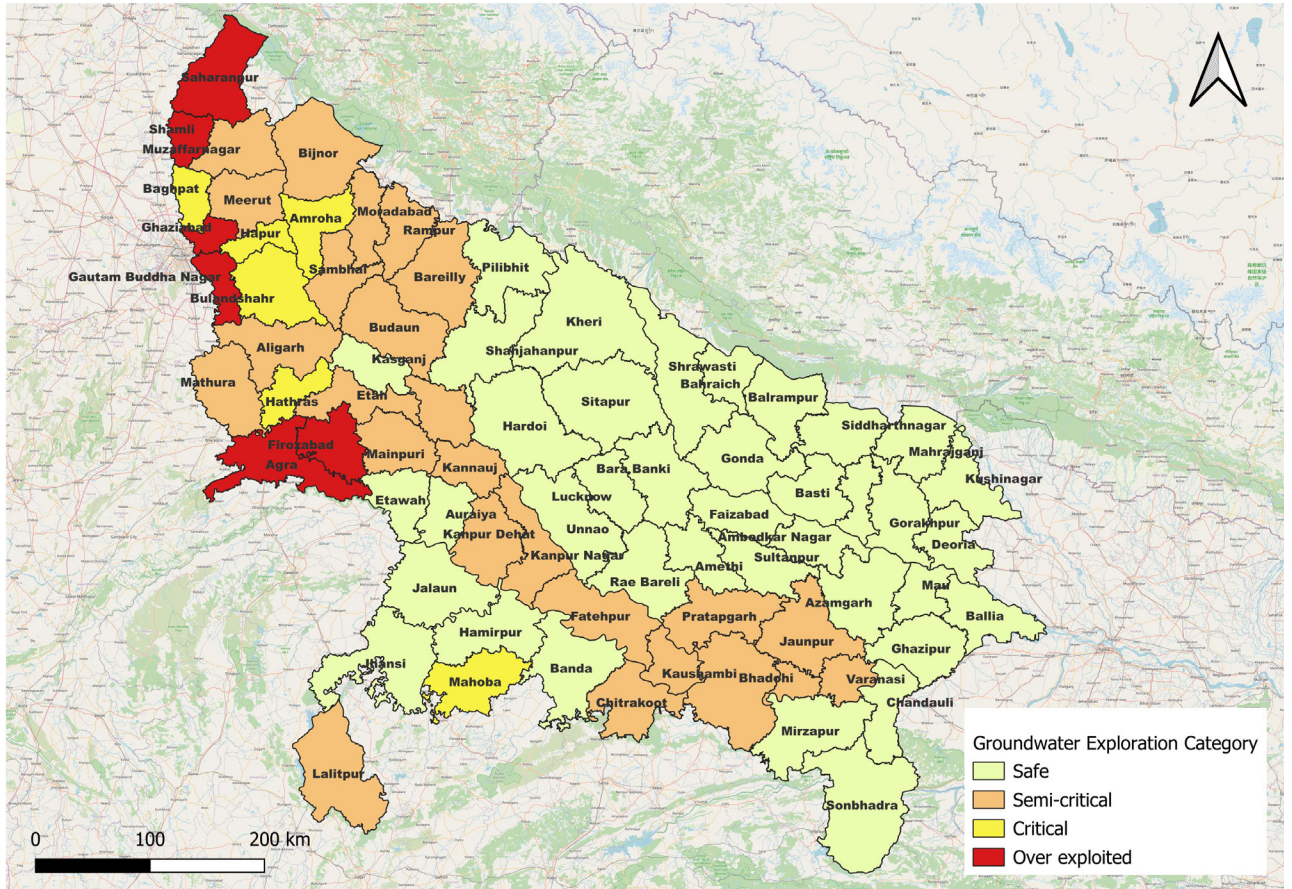 Saharanpur
Shamli
Muzaffarnagar
Bijnor
Baghpat
Meerut
Amroha
Moradabad
Ghaziabad
Hapur
Rampur
Sambhal
Bareilly
Pilibhit
Gautam Buddha Nagar
Bulandshahr
Budaun
Kheri
Aligarh
Kasganj
Shahjahanpur
Shrawasti
Mathura
Bahraich
Etah
Hathras
Sitapur
Balrampur
Hardoi
Siddharthnagar
Firozabad
Mainpuri
Mahrajganj
Agra
Kannauj
Bara Banki
Gonda
Kushinagar
Etawah
Lucknow
Basti
Auraiya
Faizabad
Gorakhpur
Kanpur Dehat
Unnao
Ambedkar Nagar
Deoria
Kanpur Nagar
Sultanpur
Amethi
Jalaun
Rae Bareli
Mau
Fatehpur
Pratapgarh
Azamgarh
Ballia
Hamirpur
Jaunpur
Ghazipur
Jhansi
Banda
Mahoba
Kaushambi
Bhadohi
Varanasi
Chitrakoot
Chandauli
Mirzapur
Lalitpur
Sonbhadra
Groundwater Exploration Category
Safe
Semi-critical
Critical
Over exploited
0 100 200 km